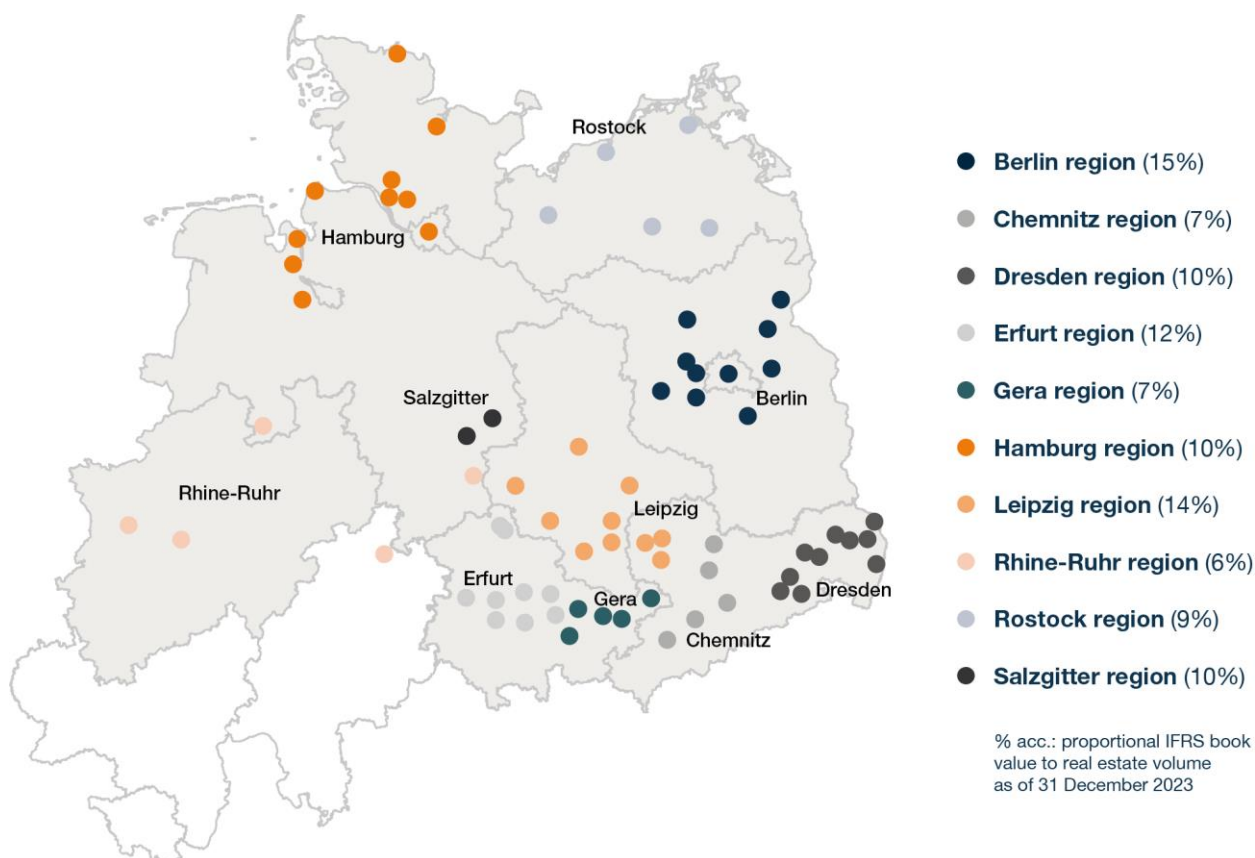 Rostock
Hamburg
Salzgitter
Berlin
Rhine-Ruhr
Leipzig
Erfurt
Gera
Dresden
Chemnitz
Berlin region (15%)
Chemnitz region (7%)
Dresden region (10%)
Erfurt region (12%)
Gera region (7%)
Hamburg region (10%)
Leipzig region (14%)
Rhine-Ruhr region (6%)
Rostock region (9%)
Salzgitter region (10%)
% acc.: proportional IFRS book
value to real estate volume
as of 31 December 2023